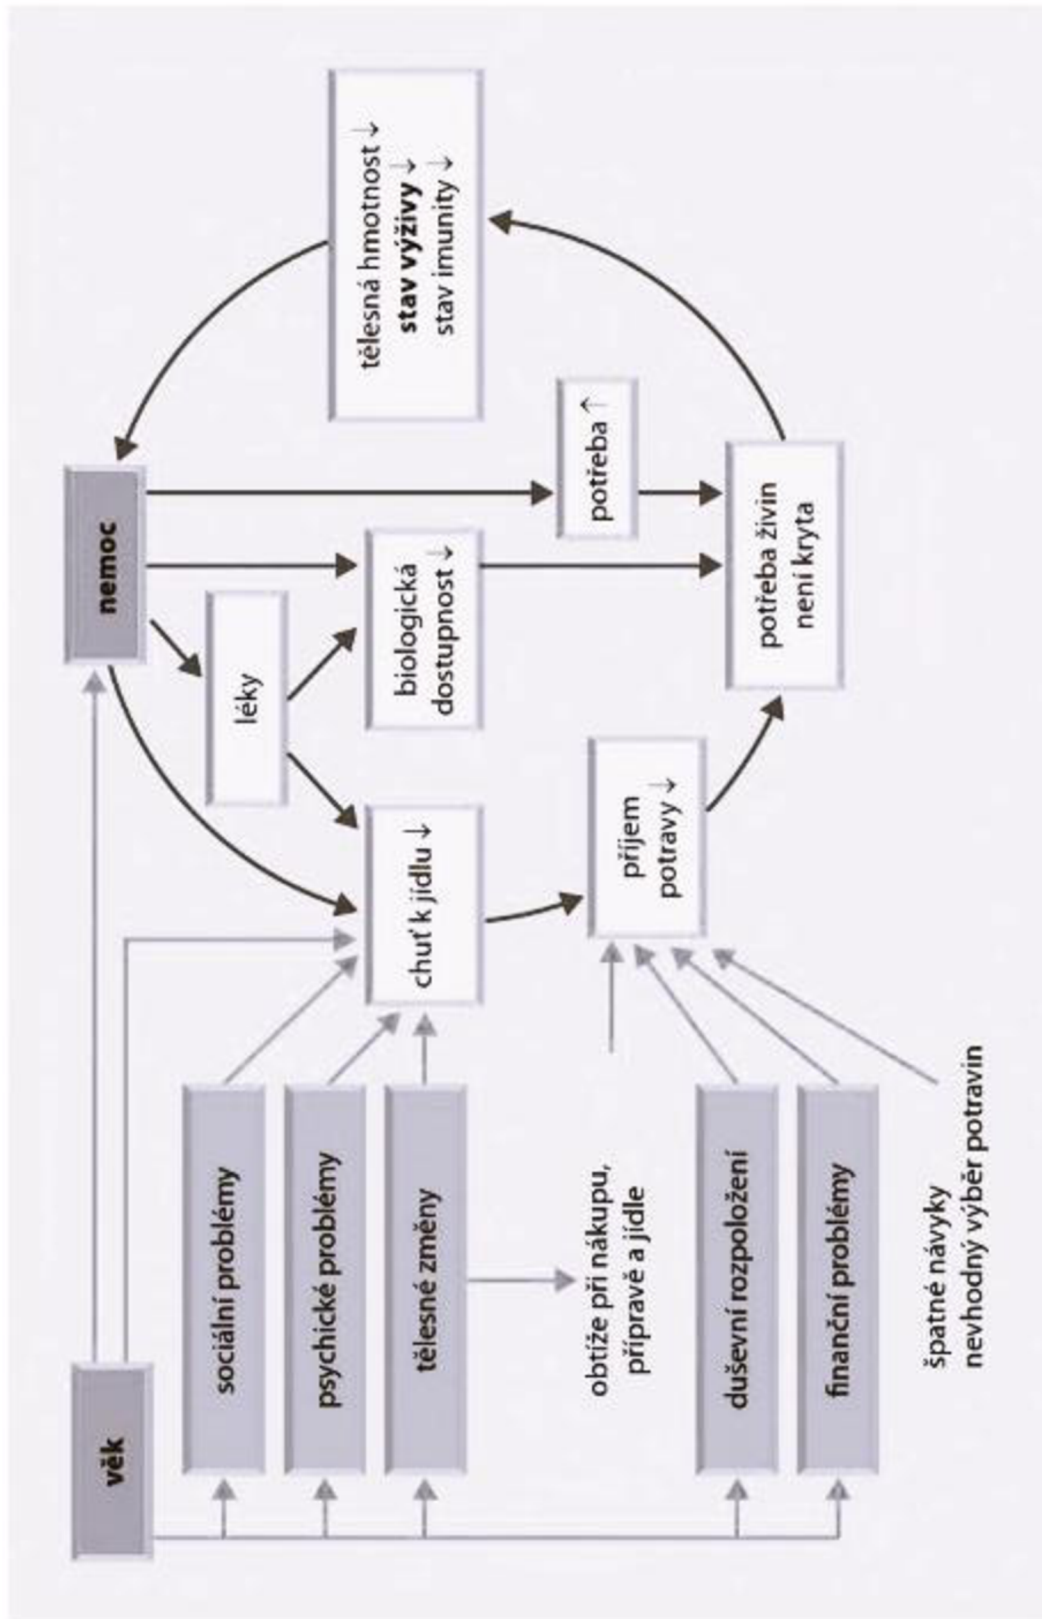 věk
nemoc
sociální problémy
psychické problémy
tělesné změny
léky
chuť k jídlu ↓
biologická
dostupnost ↓
tělesná hmotnost ↓
stav výživy ↓
stav imunity ↓
obtíže při nákupu,
přípravě a jídle
příjem
potravy ↓
potřeba ↑
duševní rozpoložení
finanční problémy
potřeba živin
není kryta
špatné návyky
nevhodný výběr potravin